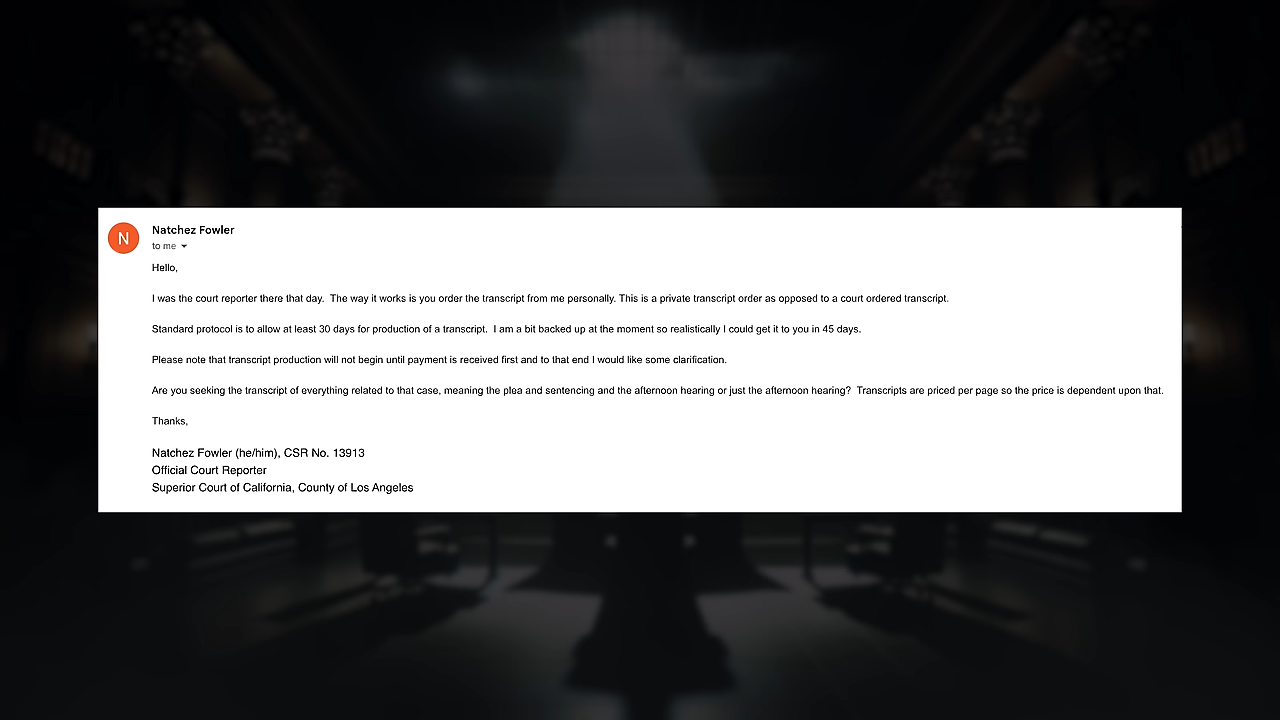 N
Natchez Fowler
to me
Hello,
I was the court reporter there that day.  The way it works is you order the transcript from me personally. This is a private transcript order as opposed to a court ordered transcript.
Standard protocol is to allow at least 30 days for production of a transcript.  I am a bit backed up at the moment so realistically I could get it to you in 45 days.
Please note that transcript production will not begin until payment is received first and to that end I would like some clarification.
Are you seeking the transcript of everything related to that case, meaning the plea and sentencing and the afternoon hearing or just the afternoon hearing?  Transcripts are priced per page so the price is dependent upon that.
Thanks,
Natchez Fowler (he/him), CSR No. 13913
Official Court Reporter
Superior Court of California, County of Los Angeles